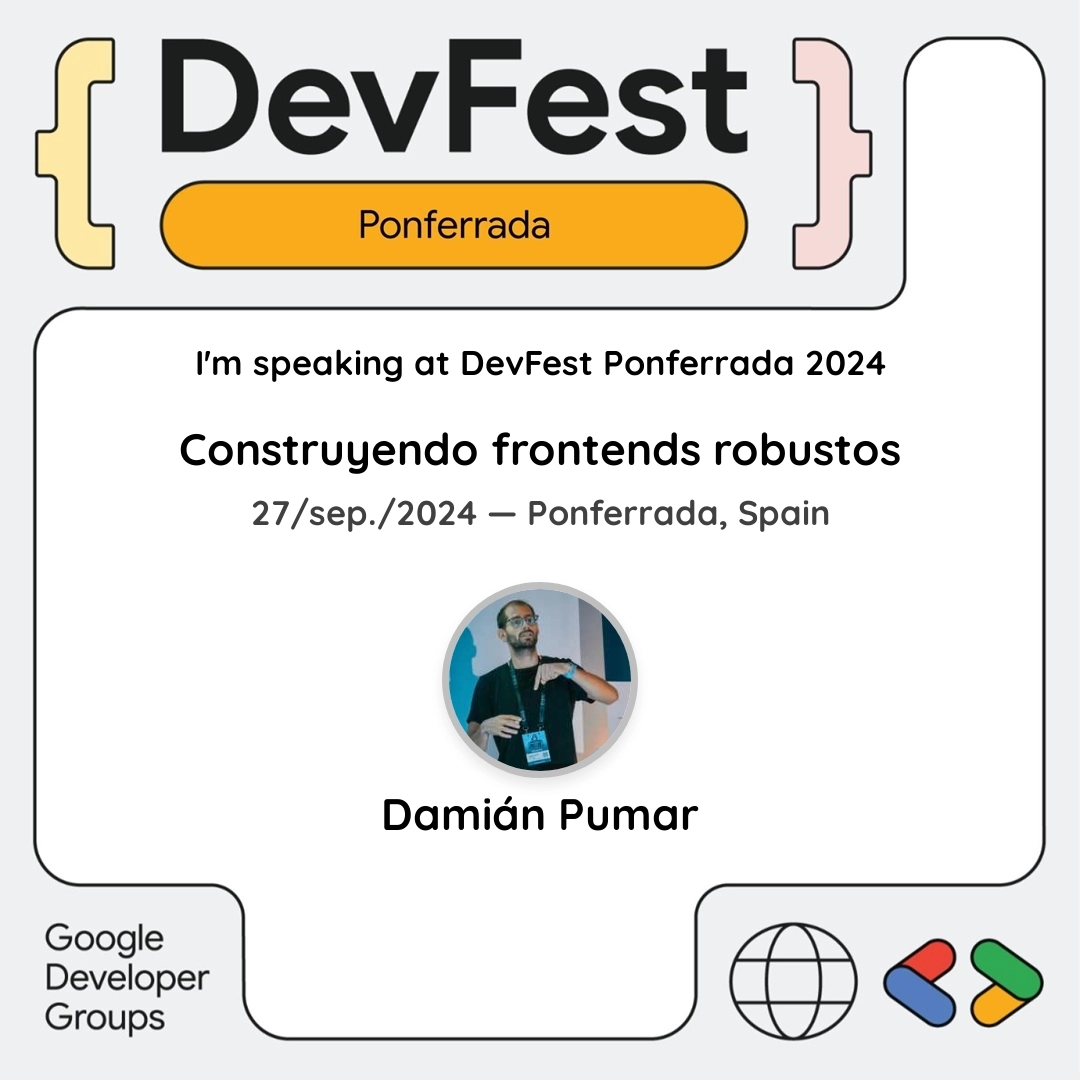 DevFest
Ponferrada
I'm speaking at DevFest Ponferrada 2024
Construyendo frontends robustos
27/sep./2024 — Ponferrada, Spain
Damián Pumar
Google
Developer
Groups